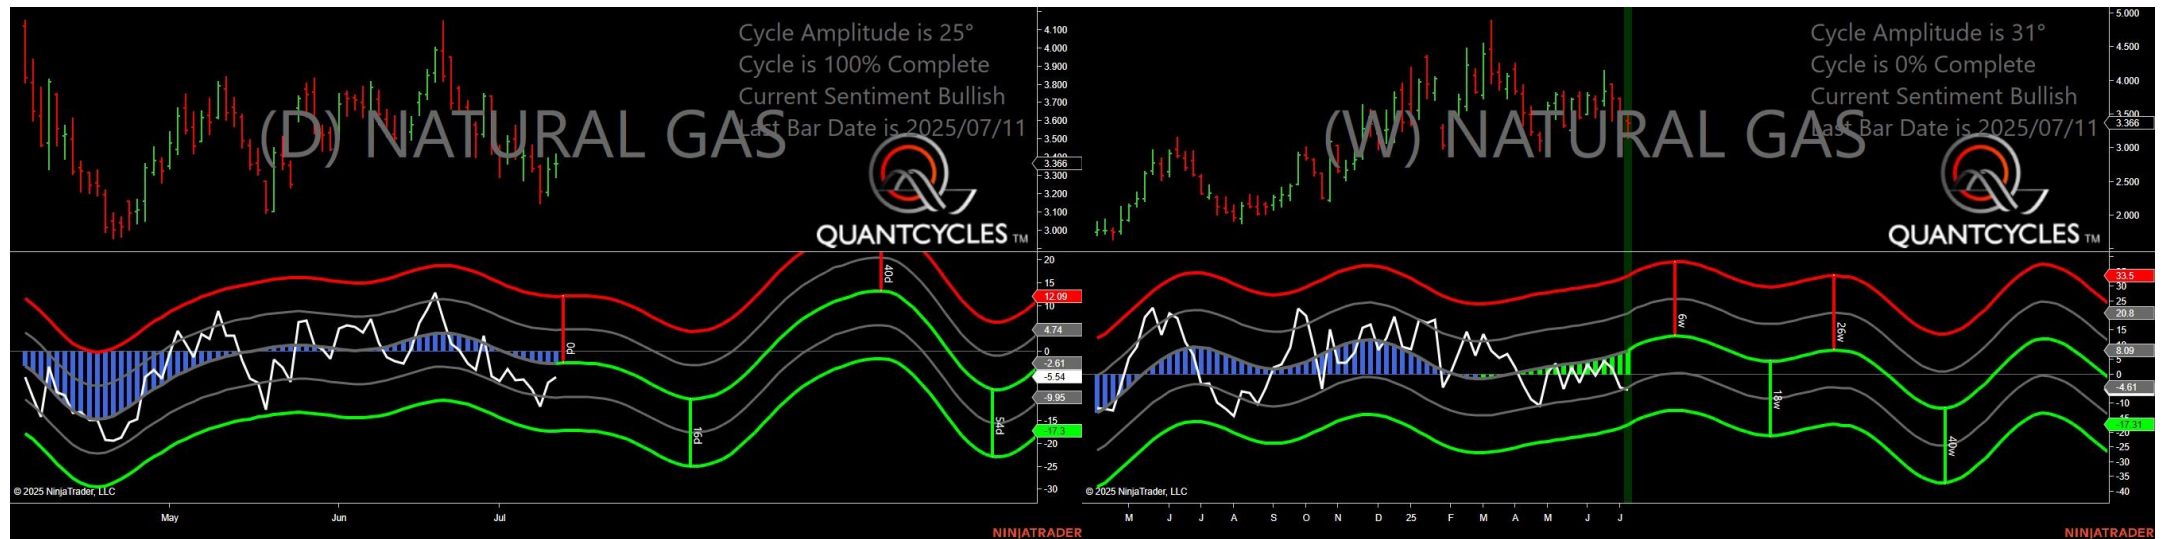 Cycle Amplitude is 25°
Cycle is 100% Complete
Current Sentiment Bullish
Last Bar Date is 2025/07/11
(D) NATURAL GAS
QUANTCYCLES TM
4.100
4.000
3.900
3.800
3.700
3.600
3.500
3.366
3.300
3.200
3.100
3.000
20
15
12.09
10
4.74
0
-2.61
-5.54
-9.95
-15
-17.3
-20
-25
-30
0d
16d
40d
54d
© 2025 NinjaTrader, LLC
May
Jun
Jul
NINJATRADER
Cycle Amplitude is 31°
Cycle is 0% Complete
Current Sentiment Bullish
Last Bar Date is 2025/07/11
(W) NATURAL GAS
QUANTCYCLES TM
5.000
4.500
4.000
3.500
3.366
3.000
2.500
2.000
33.5
30
25
20.8
15
8.09
5
0
-4.61
-10
-17.31
-20
-25
-30
-35
-40
6w
18w
26w
40w
© 2025 NinjaTrader, LLC
M
J
J
A
S
O
N
D
25
F
M
A
M
J
J
NINJATRADER